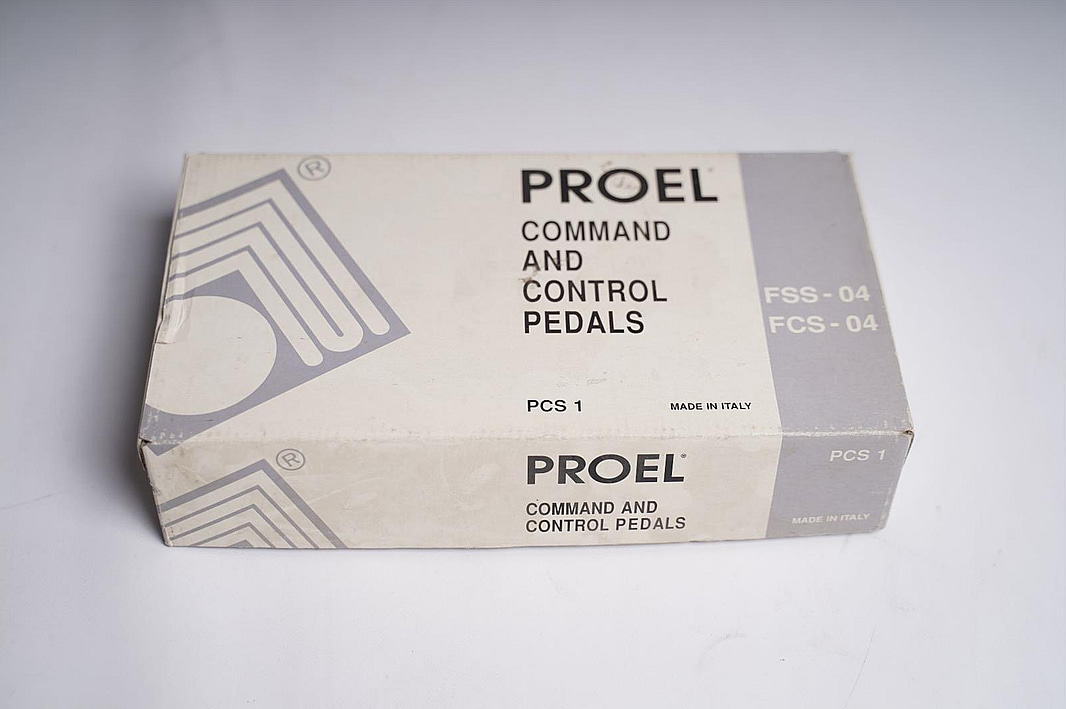 ®
PROEL®
COMMAND
AND
CONTROL
PEDALS
FSS - 04
FCS - 04
PCS 1
MADE IN ITALY
®
PROEL®
COMMAND AND
CONTROL PEDALS
PCS 1
MADE IN ITALY